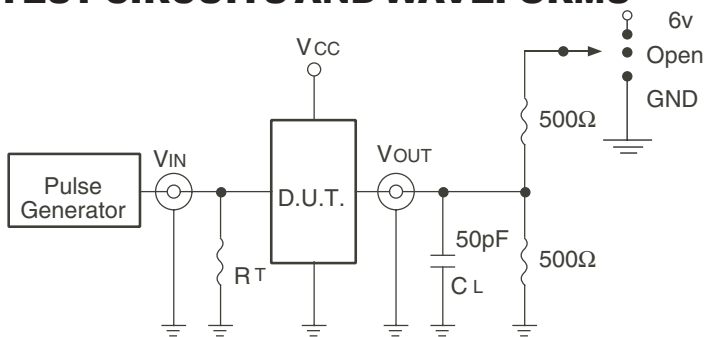 TEST CIRCUITS AND WAVEFORMS
6v
Open
GND
VCC
500Ω
VIN
VOUT
Pulse
Generator
D.U.T.
50pF
CL
RT
500Ω